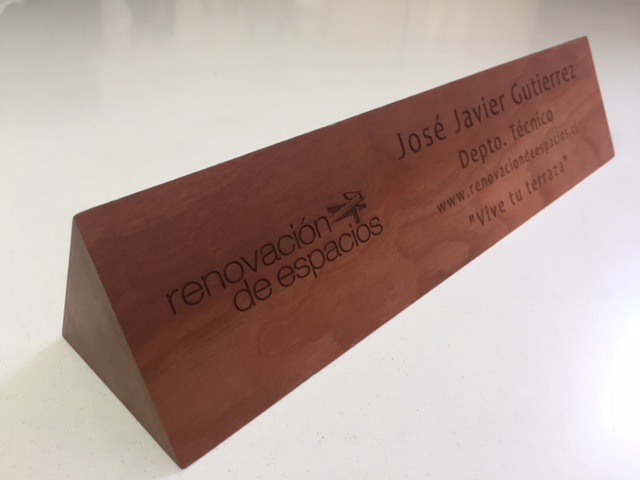 renovación
de espacios
José Javier Gutierrez
Depto. Técnico
www.renovaciondeespacios.cl
"Vive tu terraza"